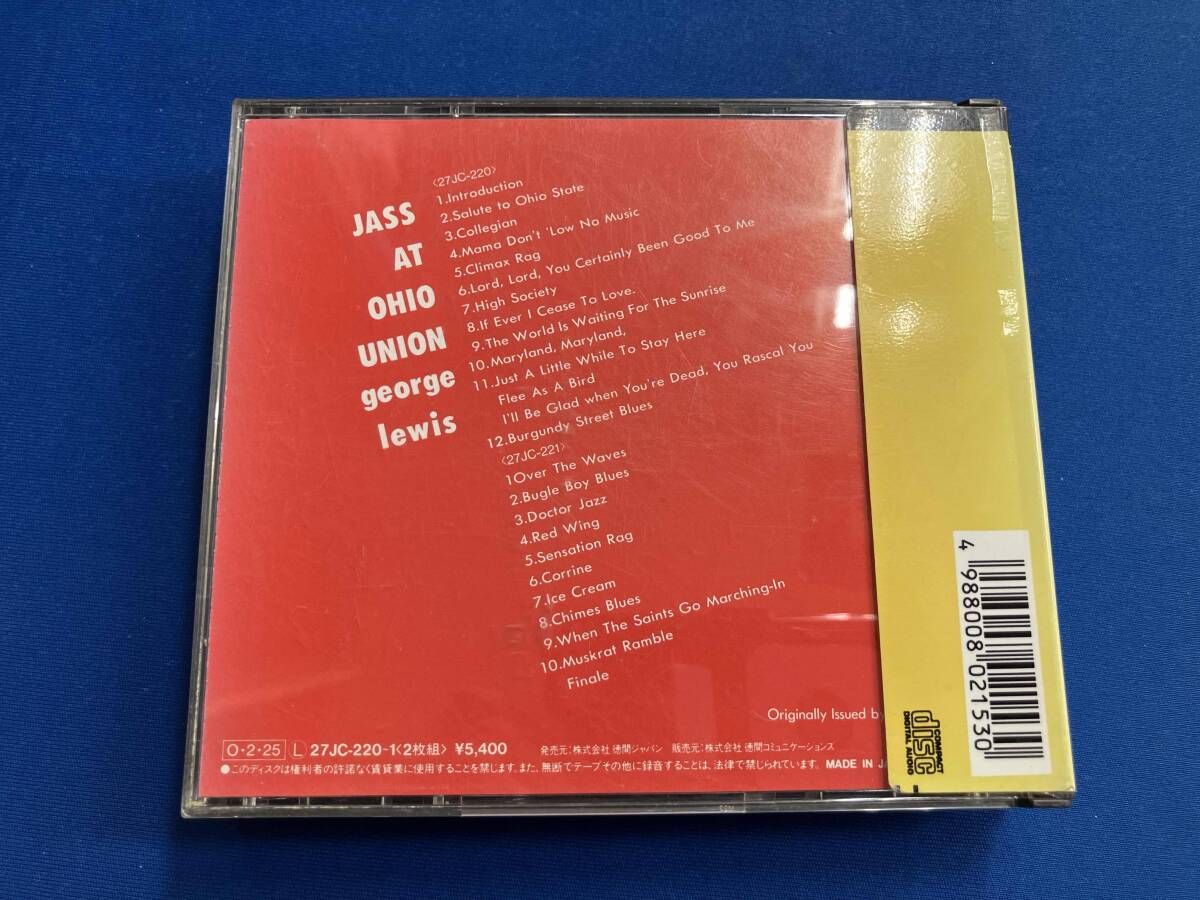 JASS
AT
OHIO
UNION
george
lewis
〈27JC-220〉
1.Introduction
2.Salute to Ohio State
3.Collegian
4.Mama Don't 'Low No Music
5.Climax Rag
6.Lord, Lord, You Certainly Been Good To Me
7.High Society
8.If Ever I Cease To Love.
9.The World Is Waiting For The Sunrise
10.Maryland, Maryland,
11.Just A Little While To Stay Here
Flee As A Bird
I'll Be Glad when You're Dead, You Rascal You
12.Burgundy Street Blues
〈27JC-221〉
1Over The Waves
2.Bugle Boy Blues
3.Doctor Jazz
4.Red Wing
5.Sensation Rag
6.Corrine
7.Ice Cream
8.Chimes Blues
9.When The Saints Go Marching-In
10.Muskrat Ramble
Finale
Originally Issued by
O・2・25 L 27JC-220-1〈2枚組〉 ¥5,400 発売元:株式会社徳間ジャパン 販売元:株式会社徳間コミュニケーションズ
●このディスクは権利者の許諾なく賃貸業に使用することを禁じます。また、無断でテープその他に録音することは、法律で禁じられています。 MADE IN JA
4 988008 021530
COMPACT
disc
DIGITAL AUDIO